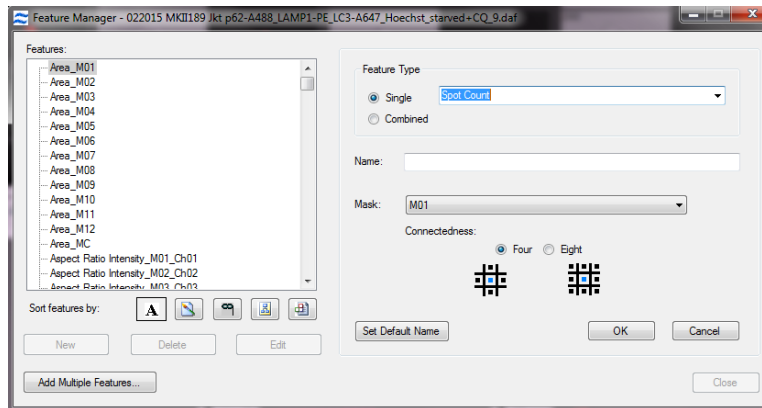 Feature Manager - 022015 MKII189 Jkt p62-A488_LAMP1-PE_LC3-A647_Hoechst_starved+CQ_9.daf
Features:
Area_M01
Area_M02
Area_M03
Area_M04
Area_M05
Area_M06
Area_M07
Area_M08
Area_M09
Area_M10
Area_M11
Area_M12
Area_MC
Aspect Ratio Intensity_M01_Ch01
Aspect Ratio Intensity_M02_Ch02
Aspect Ratio Intensity_M03_Ch03
Sort features by:
A
New
Delete
Edit
Add Multiple Features...
Feature Type
Single
Spot Count
Combined
Name:
Mask:
M01
Connectedness:
Four
Eight
Set Default Name
OK
Cancel
Close